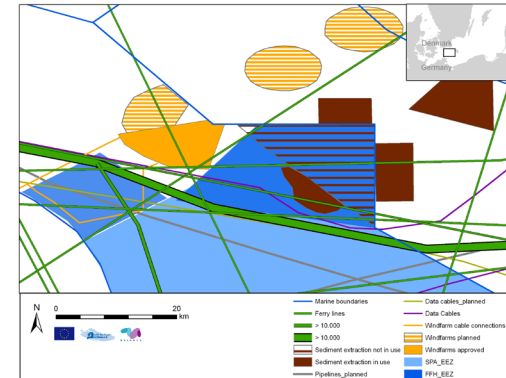 Denmark
Germany
N
0 20
km
Marine boundaries
Ferry lines
> 10.000
> 10.000
Sediment extraction not in use
Sediment extraction in use
Pipelines_planned
Data cables_planned
Data Cables
Windfarm cable connections
Windfarms planned
Windfarms approved
SPA_EEZ
FFH_EEZ